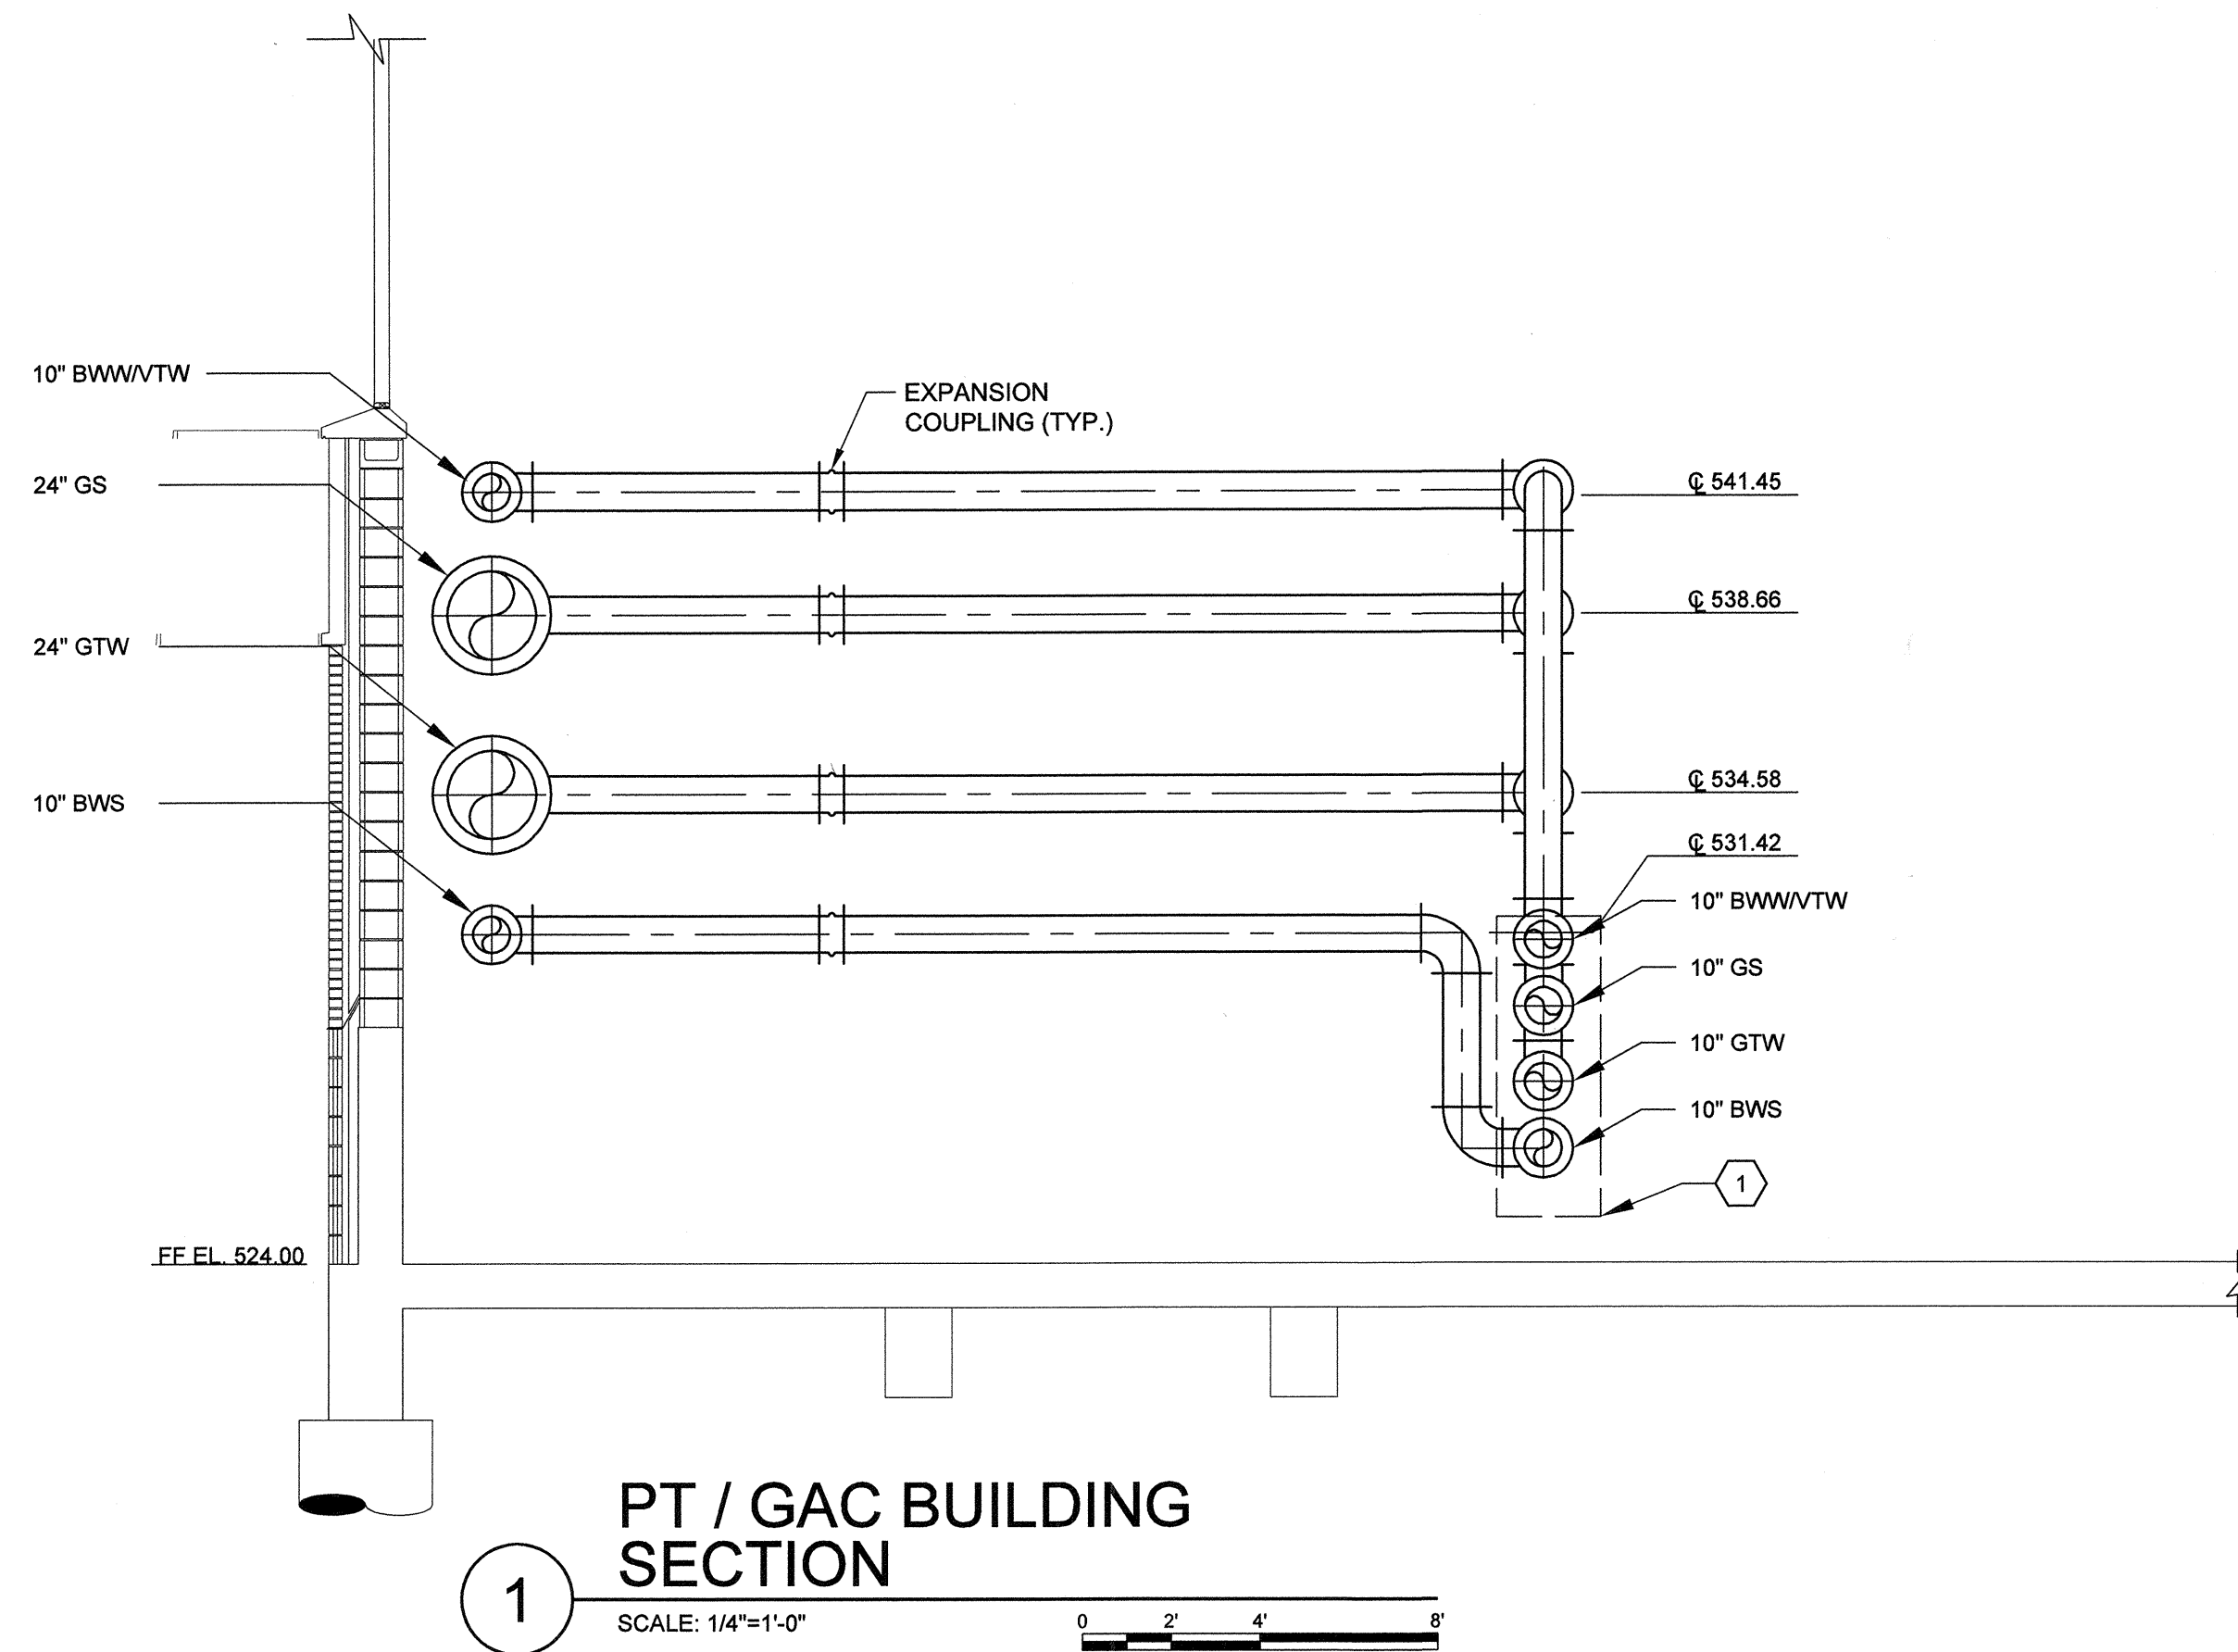 10" BWW/VTW
EXPANSION
COUPLING (TYP.)
24" GS
℄ 541.45
℄ 538.66
24" GTW
10" BWS
℄ 534.58
℄ 531.42
10" BWW/VTW
10" GS
10" GTW
10" BWS
1
FF EL. 524.00
PT / GAC BUILDING
SECTION
1
SCALE: 1/4"=1'-0"
0 2' 4' 8'